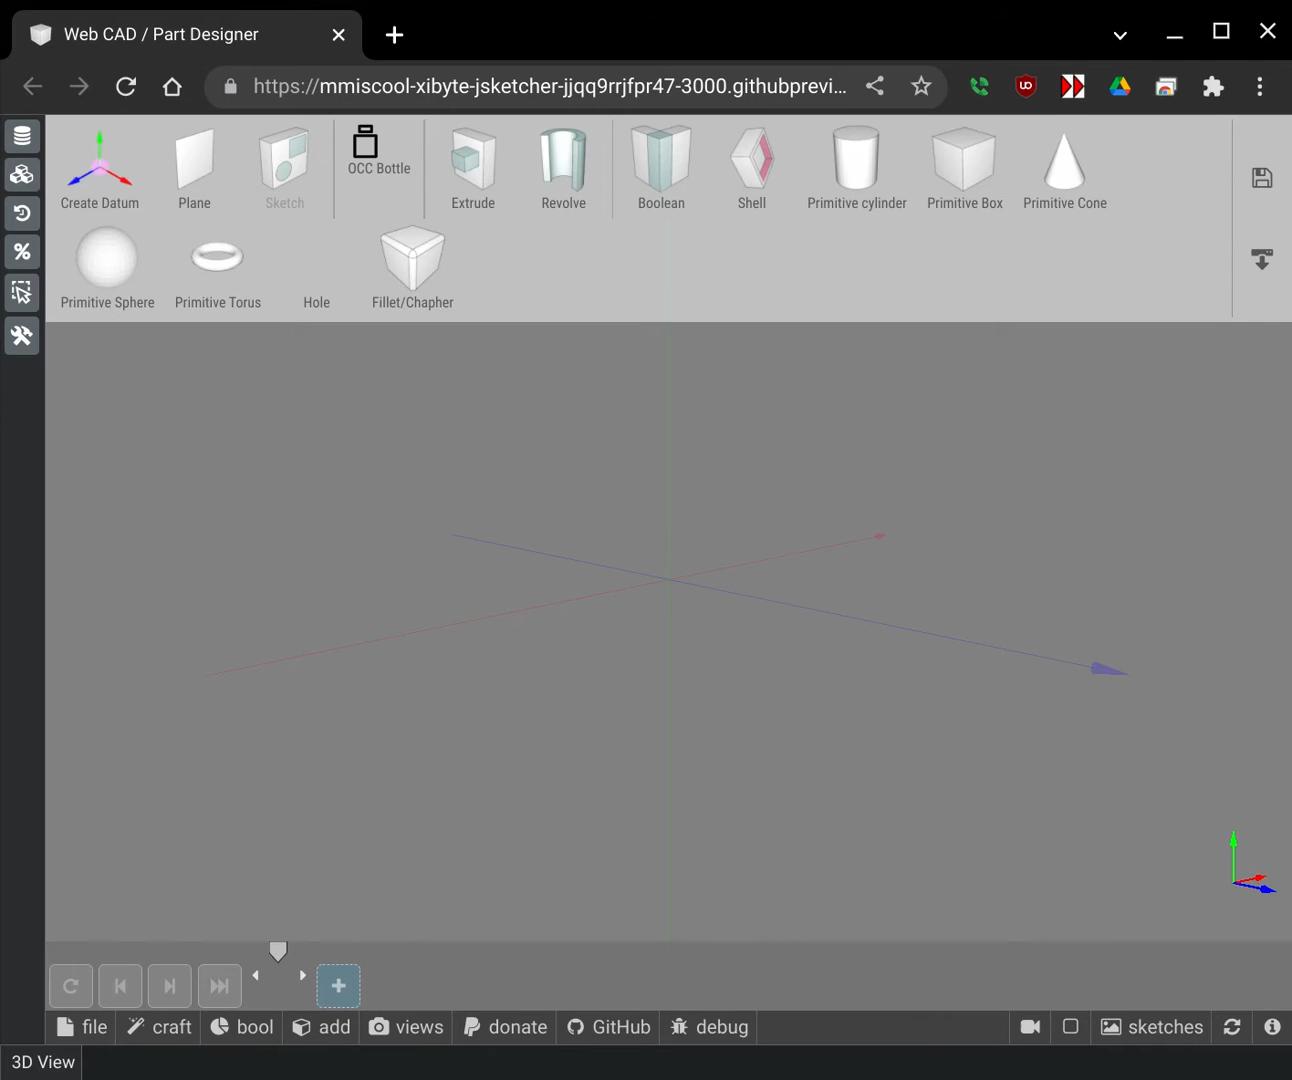 Web CAD / Part Designer
https://mmiscool-xibyte-jsketcher-jjqq9rrjfpr47-3000.githubprevi...
Create Datum
Plane
Sketch
OCC Bottle
Extrude
Revolve
Boolean
Shell
Primitive cylinder
Primitive Box
Primitive Cone
Primitive Sphere
Primitive Torus
Hole
Fillet/Chapher
file
craft
bool
add
views
donate
GitHub
debug
sketches
3D View